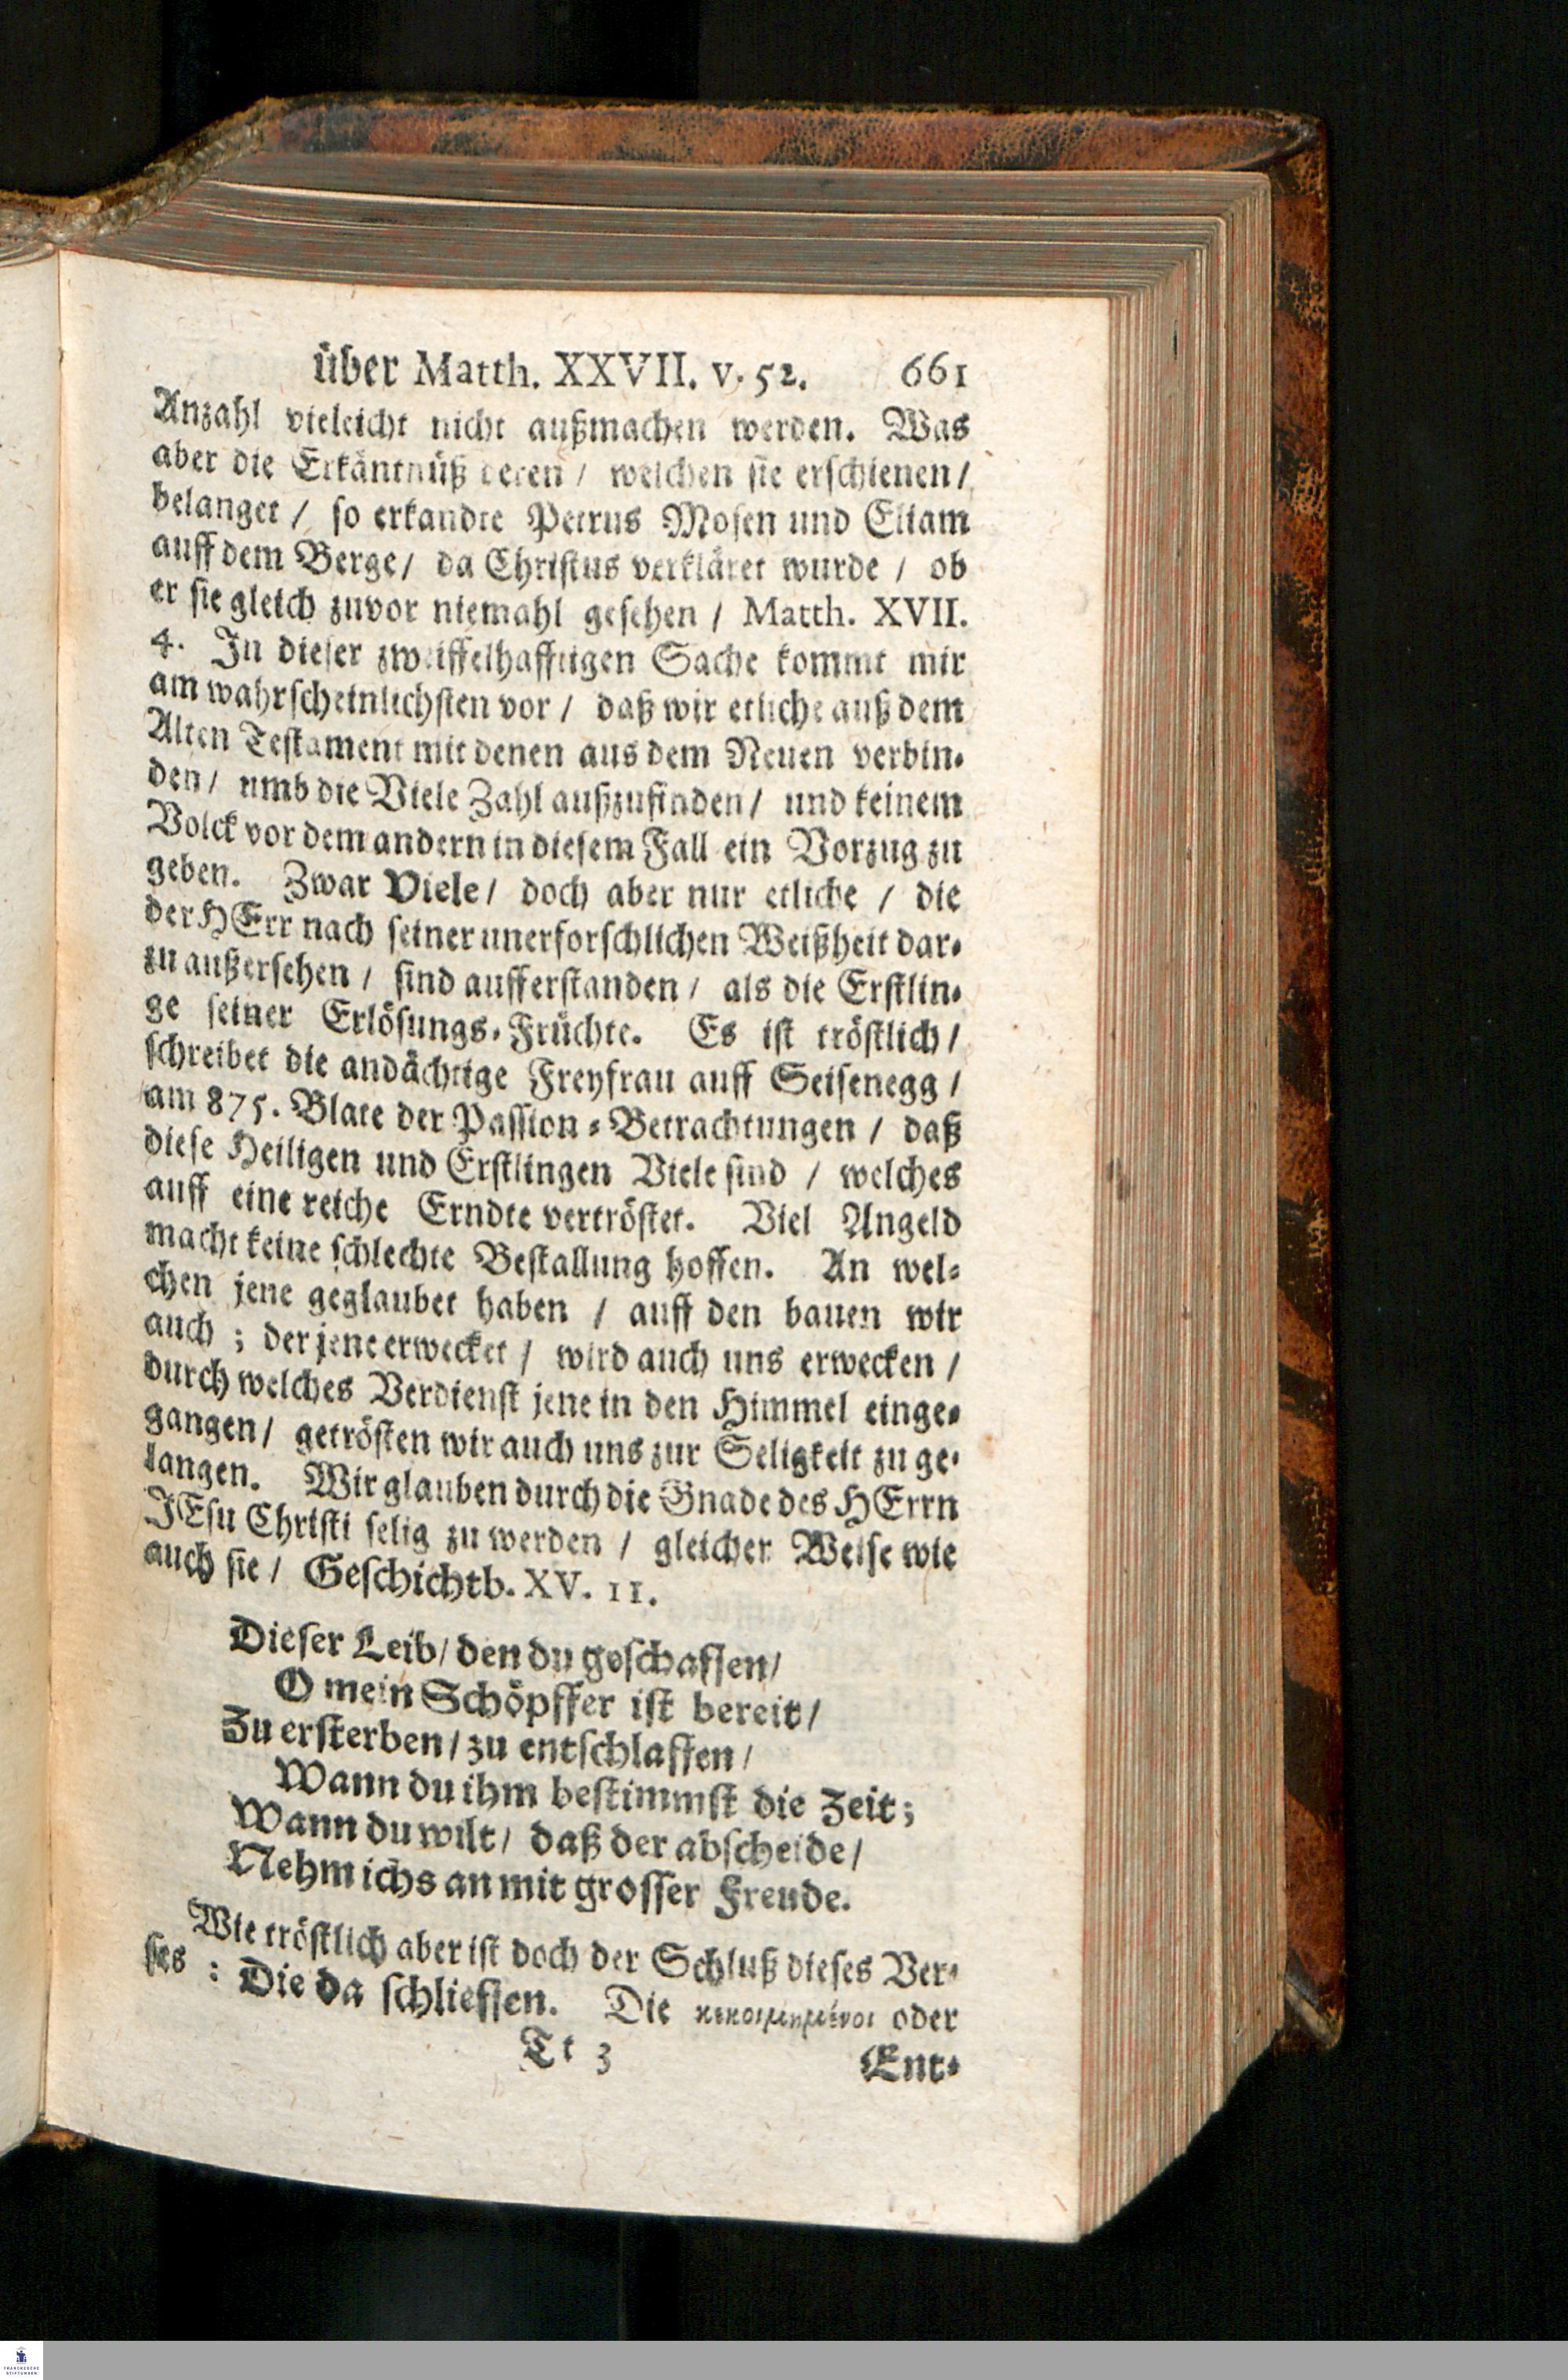 über Matth. XXVII. v. 52. 661
Anzahl vieleicht nicht außmachen werden. Was
aber die Erkäntnüß deren / welchen sie erschienen /
belanget / so erkandte Petrus Mosen und Eliam
auff dem Berge / da Christus verkläret wurde / ob
er sie gleich zuvor niemahl gesehen / Matth. XVII.
4. In dieser zweiffelhafftigen Sache kommt mir
am wahrscheinlichsten vor / daß wir etliche auß dem
Alten Testament mit denen aus dem Neuen verbin-
den / umb die Viele Zahl außzufinden / und keinem
Volck vor dem andern in diesem Fall ein Vorzug zu
geben. Zwar Viele / doch aber nur etliche / die
der HErr nach seiner unerforschlichen Weißheit dar-
zu außersehen / sind aufferstanden / als die Erstlin-
ge seiner Erlösungs-Früchte. Es ist tröstlich /
schreibet die andächtige Freyfrau auff Seisenegg /
am 875. Blate der Passion-Betrachtungen / daß
diese Heiligen und Erstlingen Viele sind / welches
auff eine reiche Erndte vertröstet. Viel Angeld
macht keine schlechte Bestallung hoffen. An wel-
chen jene geglaubet haben / auff den bauen wir
auch ; der jene erwecket / wird auch uns erwecken /
durch welches Verdienst jene in den Himmel einge-
gangen / getrösten wir auch uns zur Seligkeit zu ge-
langen. Wir glauben durch die Gnade des HErrn
JEsu Christi selig zu werden / gleicher Weise wie
auch sie / Geschichtb. XV. 11.
Dieser Leib / den du geschaffen /
O mein Schöpffer ist bereit /
Zu ersterben / zu entschlaffen /
Wann du ihm bestimmst die Zeit ;
Wann du wilt / daß der abscheide /
Nehm ichs an mit grosser Freude.
Wie tröstlich aber ist doch der Schluß dieses Ver-
ses : Die da schlieffen. Die κεκοιμημένοι oder
Tt 3 Ent-
FRANCKESCHE
STIFTUNGEN